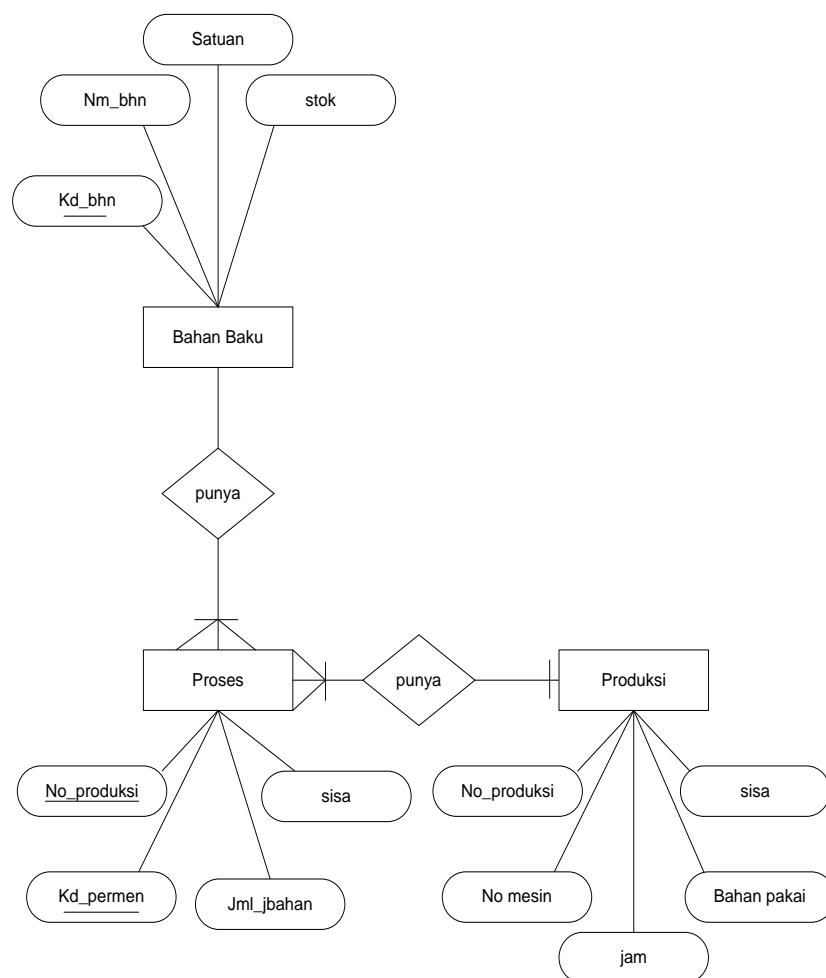 Satuan
Nm_bhn
stok
Kd_bhn
Bahan Baku
punya
Proses
punya
Produksi
No_produksi
sisa
No_produksi
sisa
Kd_permen
Jml_jbahan
No mesin
Bahan pakai
jam